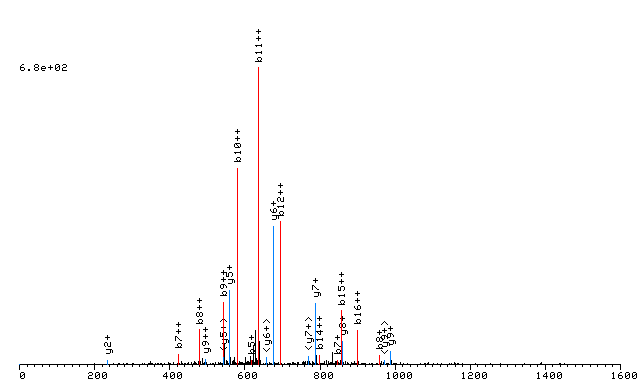 6.8e+02
b11++
b10++
y6+
b12++
b9++
y5+
y7+
b15++
b8++
b16++
y2+
b7++
y9++
<y5+>
b5+
<y6+>
<y7+>
b14++
b7+
y8+
b8+
y9+
0 200 400 600 800 1000 1200 1400 1600